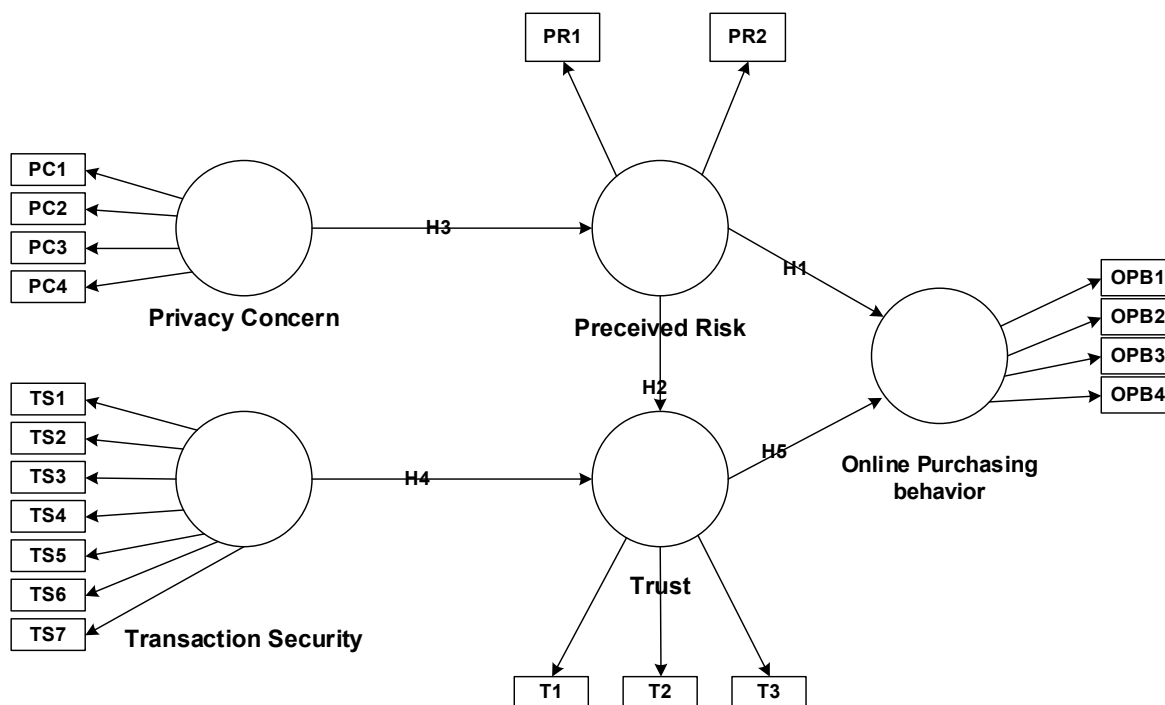 PR1
PR2
PC1
PC2
PC3
PC4
H3
Privacy Concern
Preceived Risk
H1
OPB1
OPB2
OPB3
OPB4
H2
TS1
TS2
TS3
TS4
TS5
TS6
TS7
H4
H5
Online Purchasing
behavior
Transaction Security
Trust
T1
T2
T3